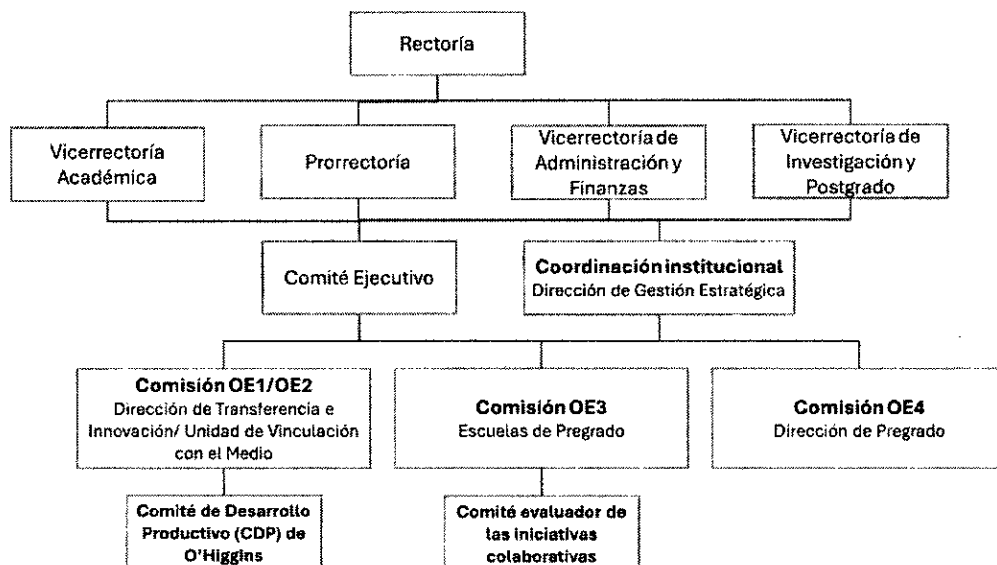 Rectoría
Vicerrectoría
Académica
Prorrectoría
Vicerrectoría de
Administración y
Finanzas
Vicerrectoría de
Investigación y
Postgrado
Comité Ejecutivo
Coordinación institucional
Dirección de Gestión Estratégica
Comisión OE1/OE2
Dirección de Transferencia e
Innovación/ Unidad de Vinculación
con el Medio
Comisión OE3
Escuelas de Pregrado
Comisión OE4
Dirección de Pregrado
Comité de Desarrollo
Productivo (CDP) de
O'Higgins
Comité evaluador de
las iniciativas
colaborativas